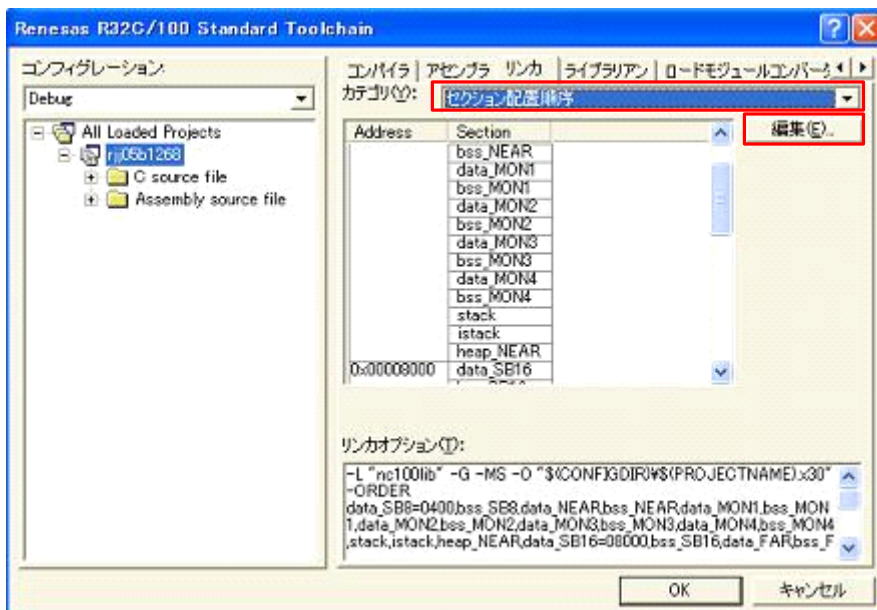 Renesas R32C/100 Standard Toolchain
コンフィグレーション:
Debug
All Loaded Projects
rjj05b1268
C source file
Assembly source file
コンパイラ アセンブラ リンカ ライブラリアン ロードモジュールコンバータ
カテゴリ(Y): セクション配置順序
Address Section
編集(E)...
bss_NEAR
data_MON1
bss_MON1
data_MON2
bss_MON2
data_MON3
bss_MON3
data_MON4
bss_MON4
stack
istack
heap_NEAR
0x00008000 data_SB16
リンカオプション(T):
-L "nc100lib" -G -MS -O "$(CONFIGDIR)¥$(PROJECTNAME).x30"
-ORDER
data_SB8=0400,bss_SB8,data_NEAR,bss_NEAR,data_MON1,bss_MON
1,data_MON2,bss_MON2,data_MON3,bss_MON3,data_MON4,bss_MON4
,stack,istack,heap_NEAR,data_SB16=08000,bss_SB16,data_FAR,bss_F
OK キャンセル